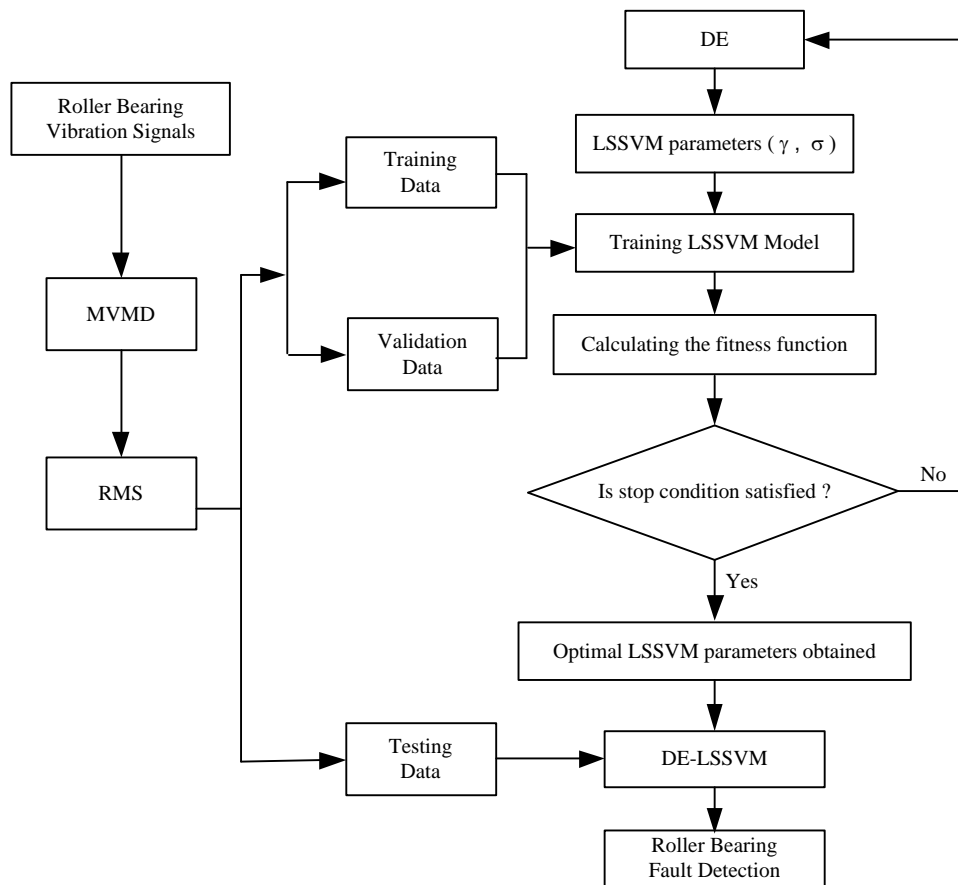 DE
Roller Bearing
Vibration Signals
LSSVM parameters ( γ , σ )
Training
Data
Training LSSVM Model
MVMD
Validation
Data
Calculating the fitness function
RMS
Is stop condition satisfied ?
No
Yes
Optimal LSSVM parameters obtained
Testing
Data
DE-LSSVM
Roller Bearing
Fault Detection